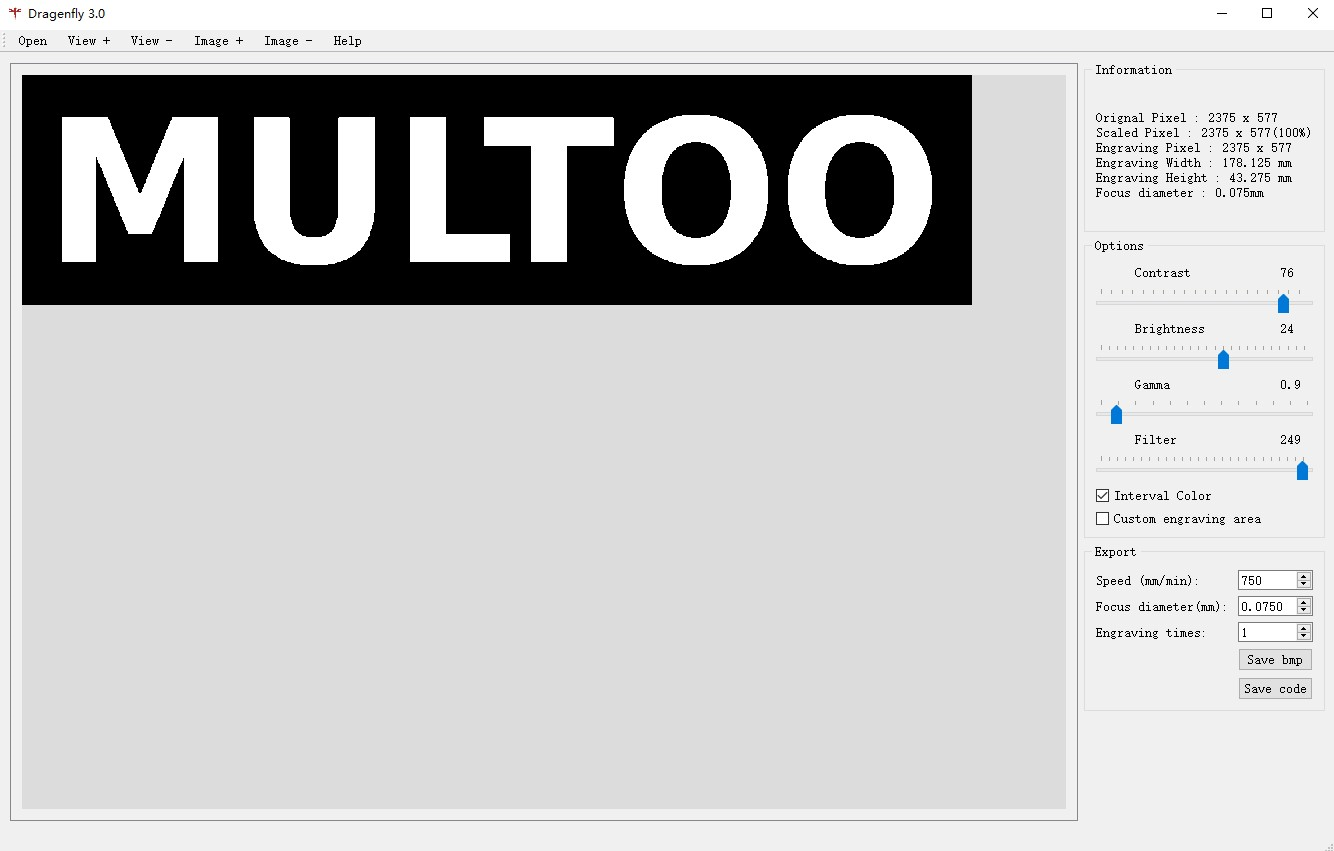 Dragenfly 3.0
Open View + View - Image + Image - Help
MULTOO
Information
Orignal Pixel : 2375 x 577
Scaled Pixel : 2375 x 577(100%)
Engraving Pixel : 2375 x 577
Engraving Width : 178.125 mm
Engraving Height : 43.275 mm
Focus diameter : 0.075mm
Options
Contrast 76
Brightness 24
Gamma 0.9
Filter 249
Interval Color
Custom engraving area
Export
Speed (mm/min): 750
Focus diameter(mm): 0.0750
Engraving times: 1
Save bmp
Save code